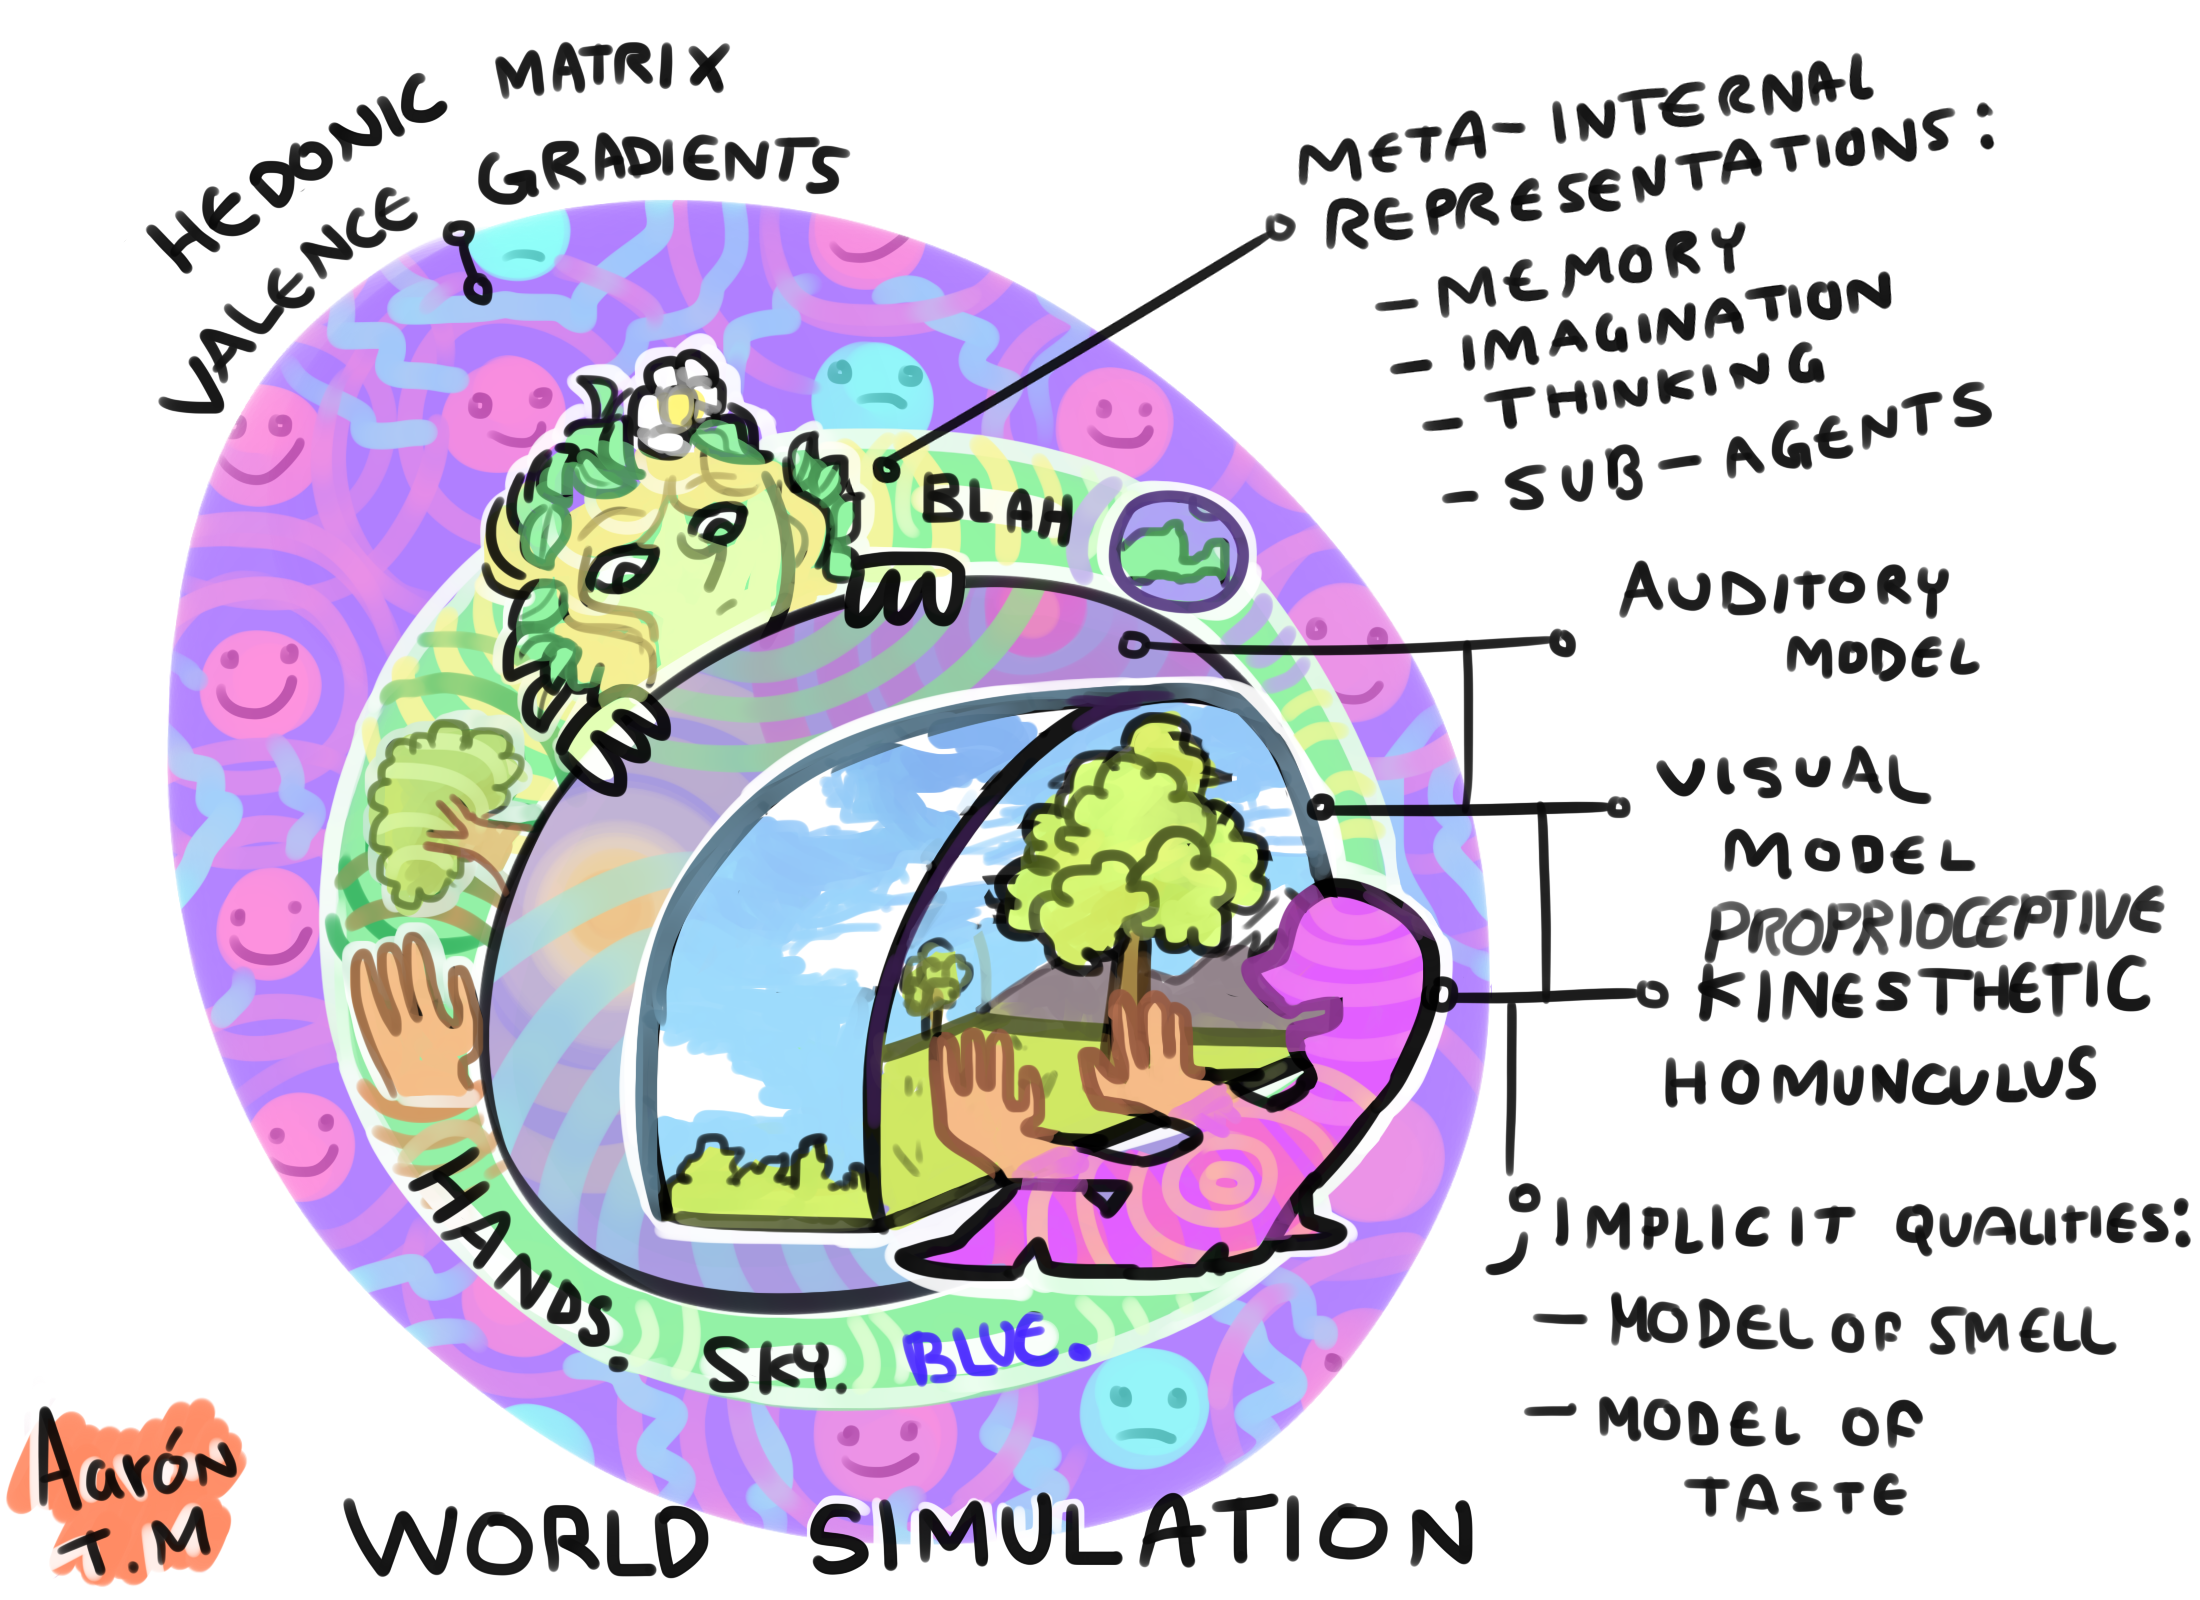 HEDONIC MATRIX
VALENCE GRADIENTS
META-INTERNAL
REPRESENTATIONS:
- MEMORY
- IMAGINATION
- THINKING
- SUB-AGENTS
BLAH
AUDITORY
MODEL
VISUAL
MODEL
PROPRIOCEPTIVE
KINESTHETIC
HOMUNCULUS
IMPLICIT QUALITIES:
- MODEL OF SMELL
- MODEL OF
TASTE
HANDS. SKY. BLUE.
WORLD SIMULATION
Aarón
T.M